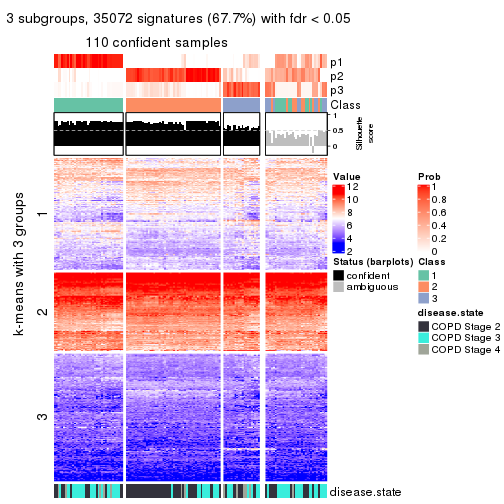 3 subgroups, 35072 signatures (67.7%) with fdr < 0.05
110 confident samples
p1
p2
p3
Class
1
0.5
0
Silhouette
score
k-means with 3 groups
1
2
3
disease.state
Value
12
10
8
6
4
2
Prob
1
0.8
0.6
0.4
0.2
0
Status (barplots)
confident
ambiguous
Class
1
2
3
disease.state
COPD Stage 2
COPD Stage 3
COPD Stage 4